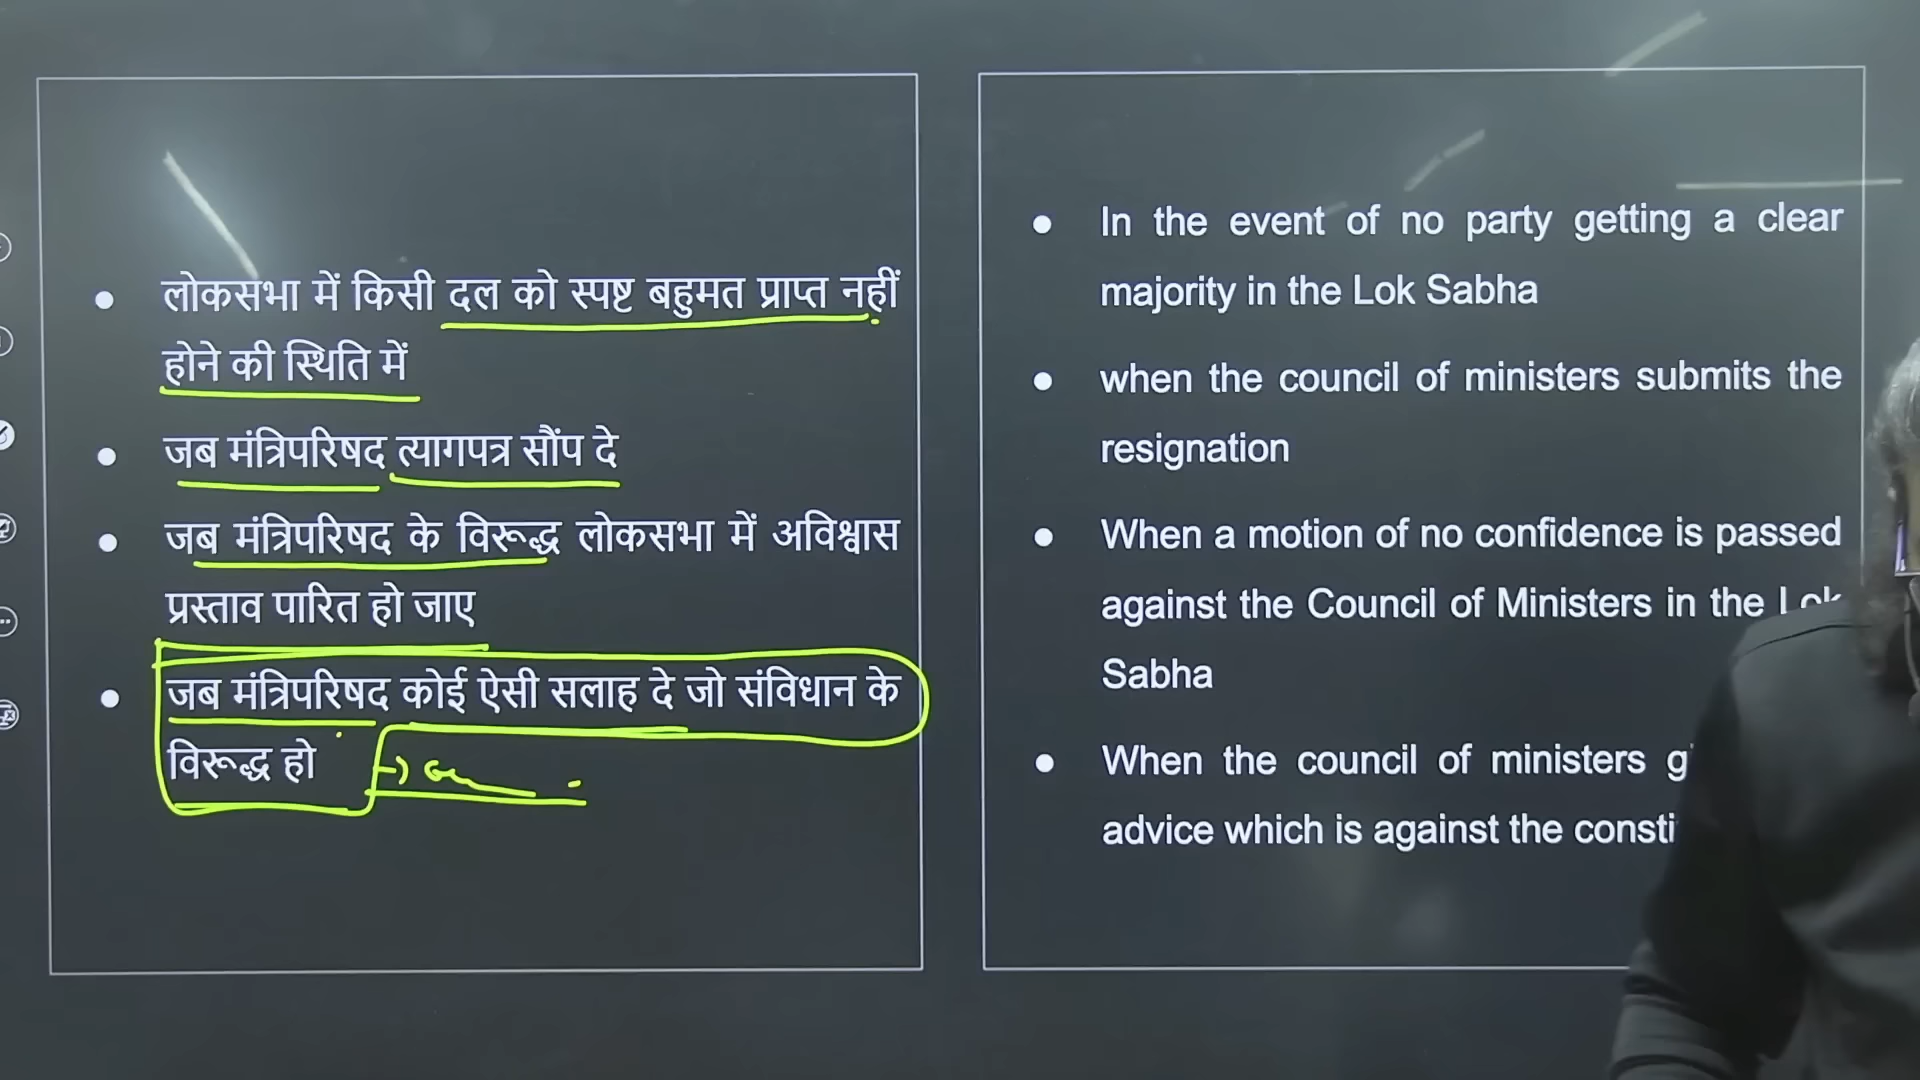 लोकसभा में किसी दल को स्पष्ट बहुमत प्राप्त नहीं
होने की स्थिति में
जब मंत्रिपरिषद त्यागपत्र सौंप दे
जब मंत्रिपरिषद के विरूद्ध लोकसभा में अविश्वास
प्रस्ताव पारित हो जाए
जब मंत्रिपरिषद कोई ऐसी सलाह दे जो संविधान के
विरूद्ध हो
In the event of no party getting a clear
majority in the Lok Sabha
when the council of ministers submits the
resignation
When a motion of no confidence is passed
against the Council of Ministers in the Lok
Sabha
When the council of ministers
advice which is against the